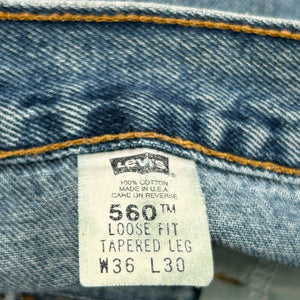 Levi's
100% COTTON
MADE IN U.S.A.
CARE ON REVERSE
560™
LOOSE FIT
TAPERED LEG
W36 L30